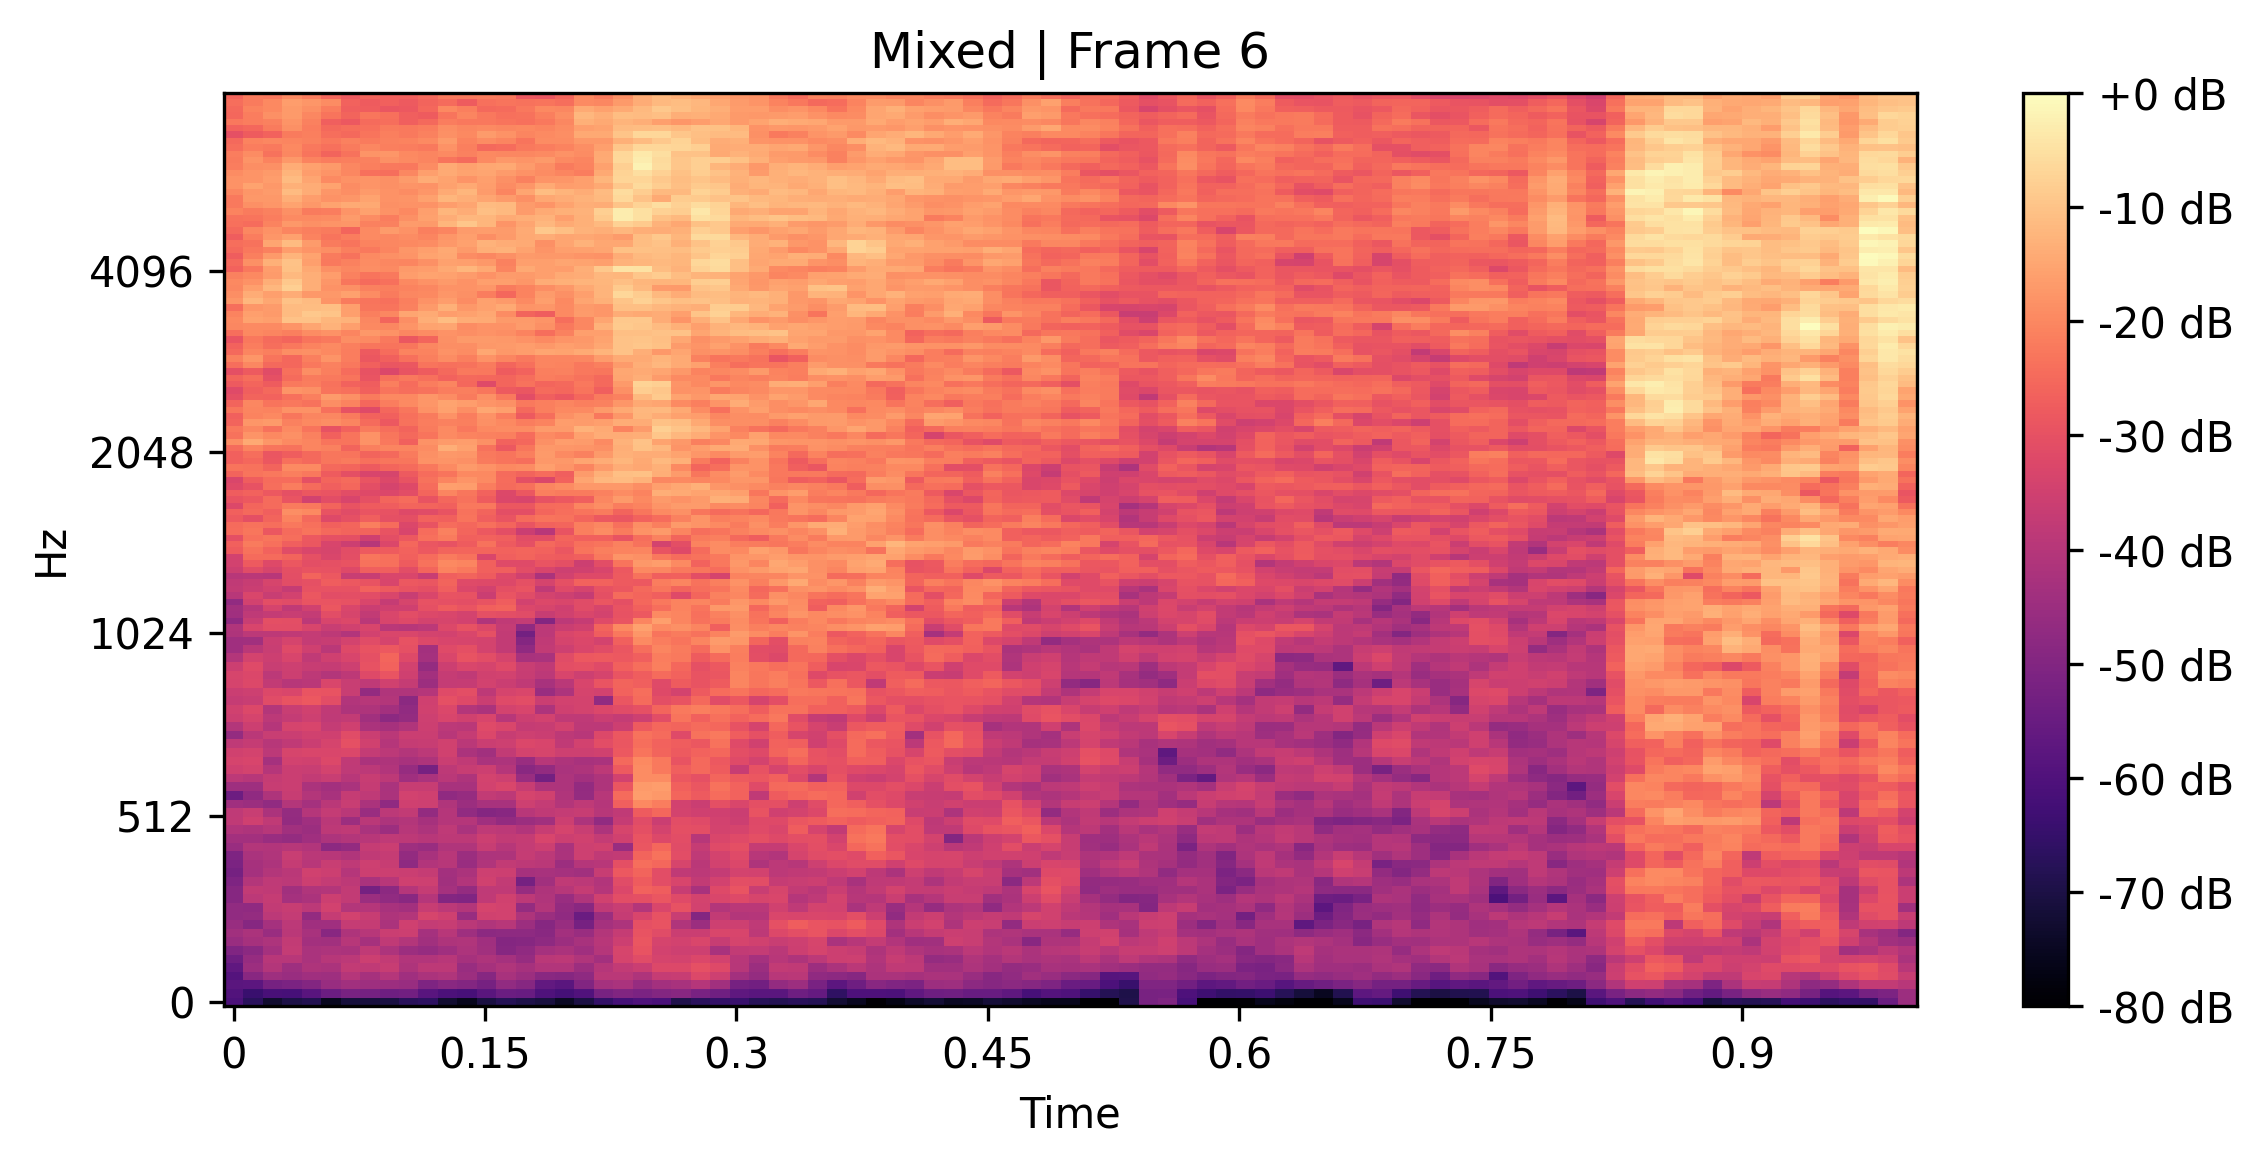 Mixed | Frame 6
Hz
4096
2048
1024
512
0
0 0.15 0.3 0.45 0.6 0.75 0.9
Time
+0 dB
-10 dB
-20 dB
-30 dB
-40 dB
-50 dB
-60 dB
-70 dB
-80 dB